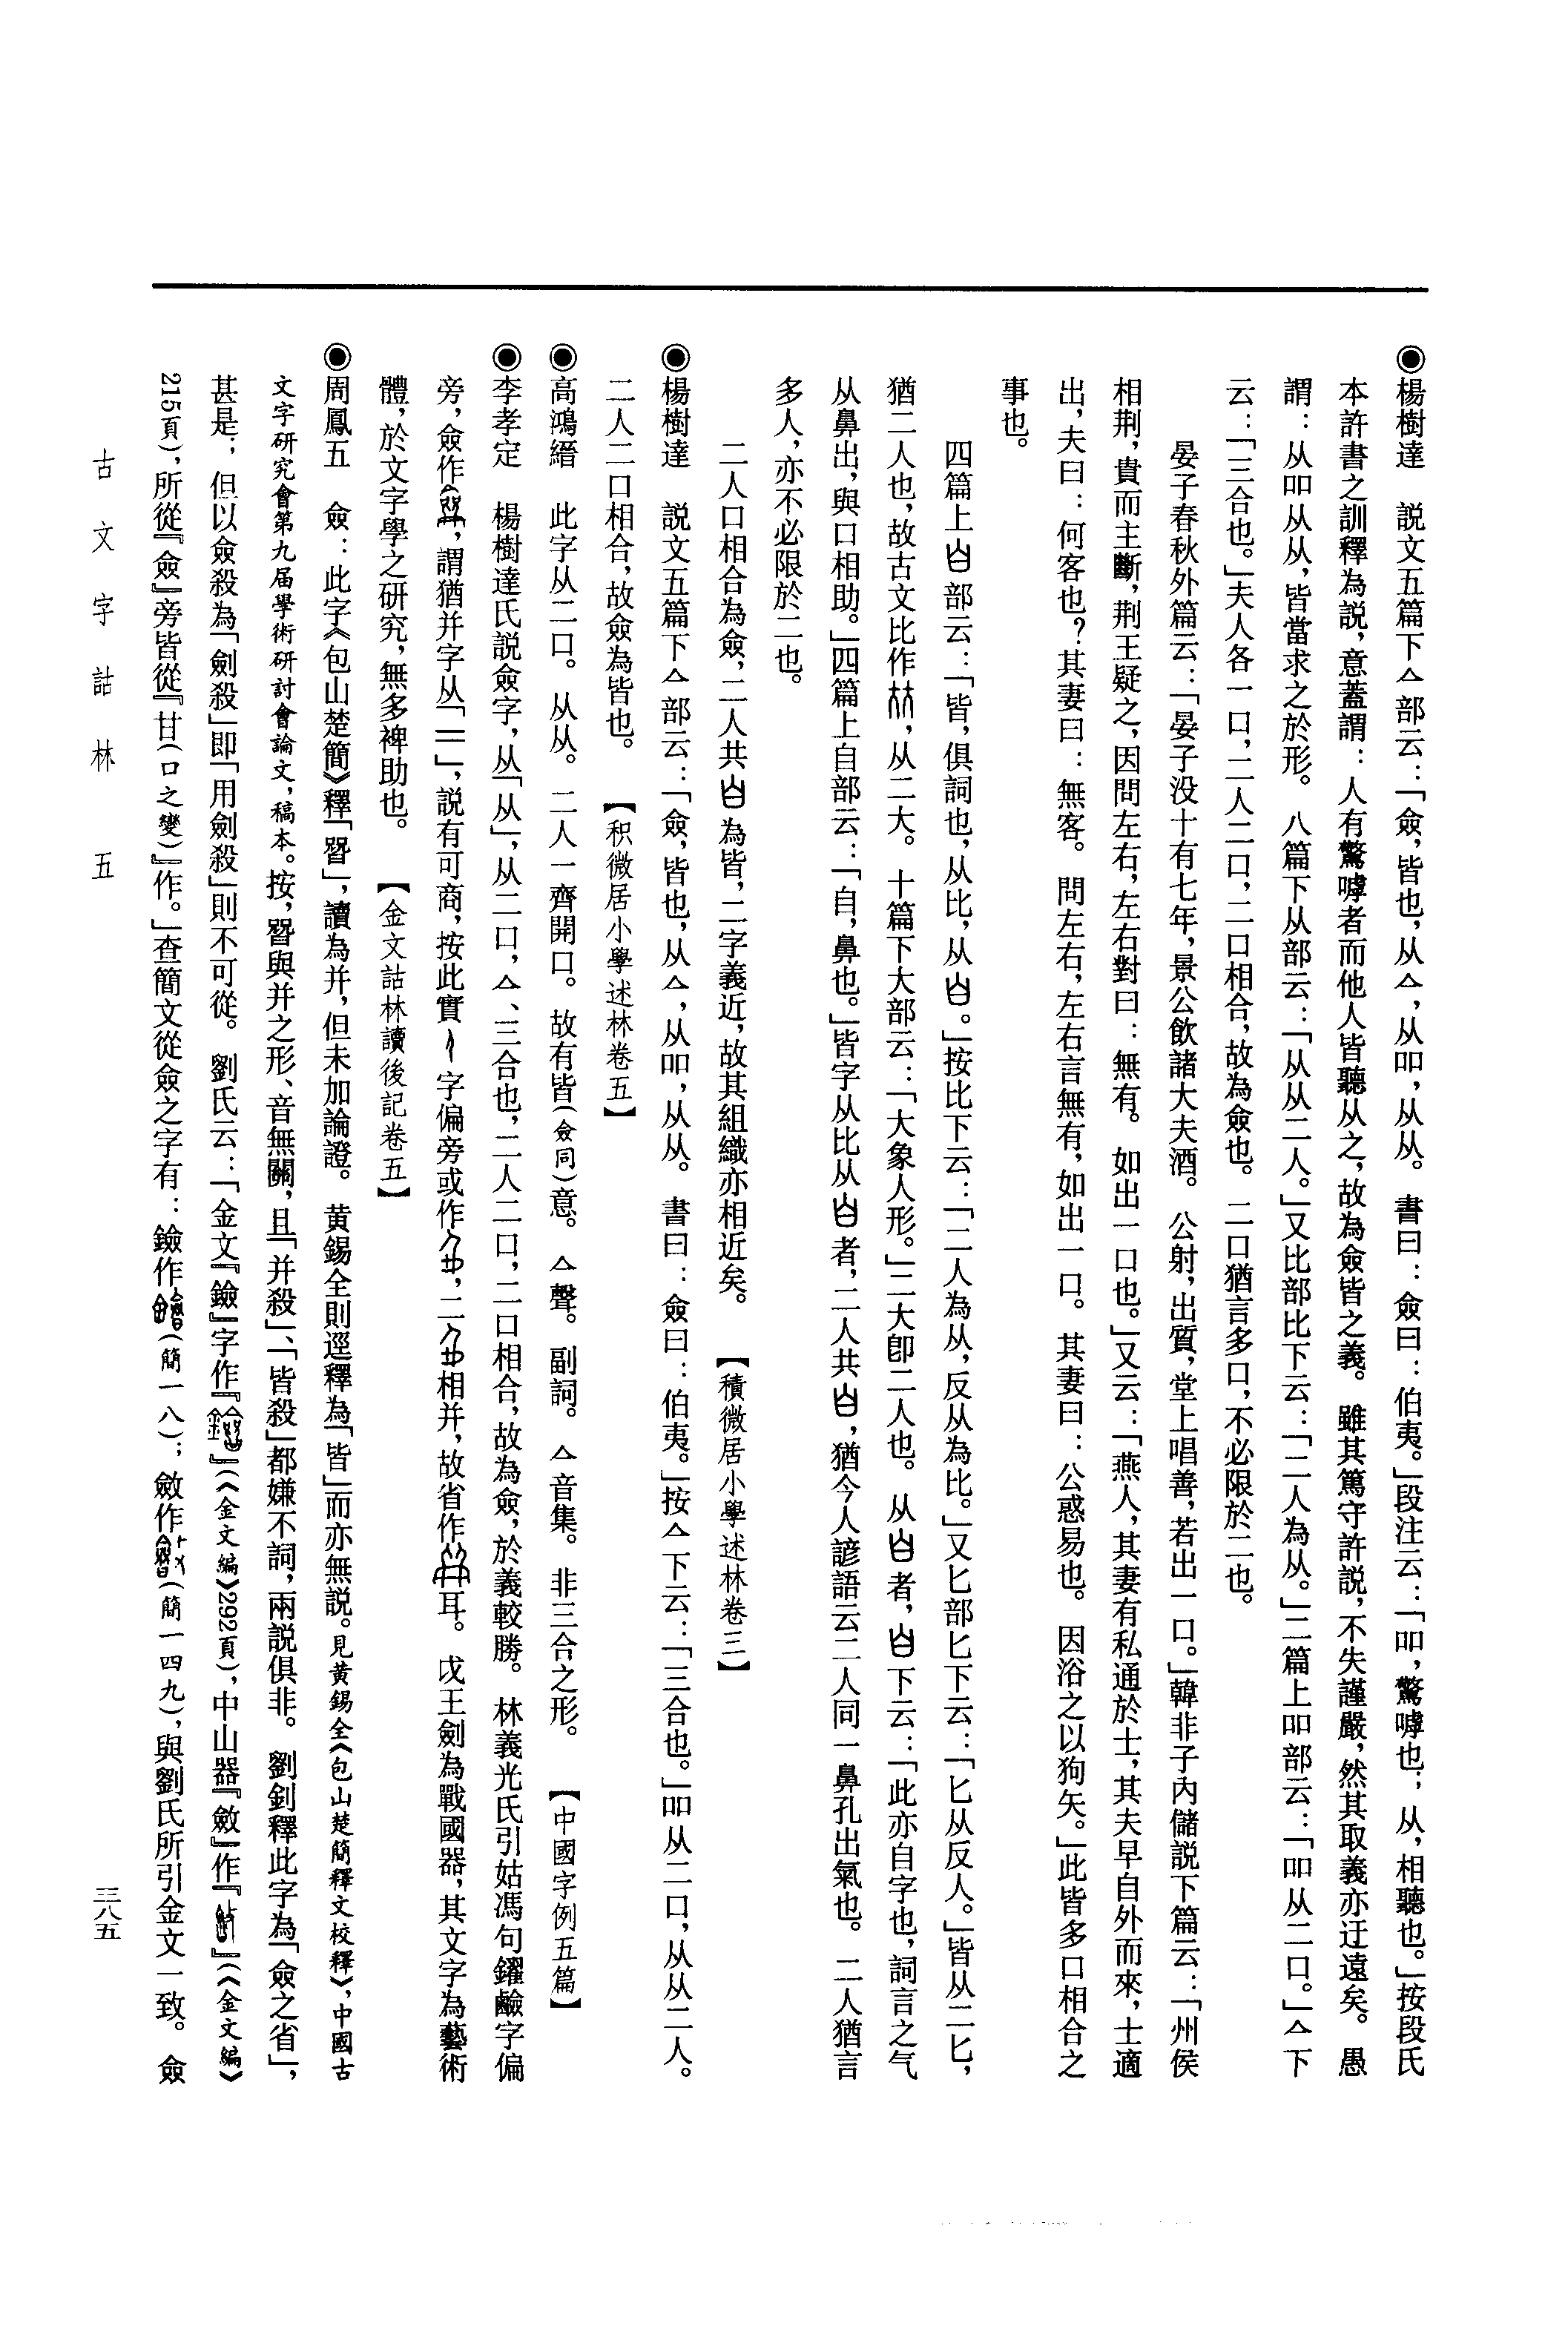 ◉楊樹達　説文五篇下亼部云：「僉，皆也，从亼，从吅，从从。書曰：僉曰：伯夷。」段注云：「吅，驚嘑也；从，相聽也。」按段氏
本許書之訓釋為説，意蓋謂：人有驚嘑者而他人皆聽从之，故為僉皆之義。雖其篤守許説，不失謹嚴，然其取義亦迂遠矣。愚
謂：从吅从从，皆當求之於形。八篇下从部云：「从从二人。」又比部比下云：「二人為从。」二篇上吅部云：「吅从二口。」亼下
云：「三合也。」夫人各一口，二人二口，二口相合，故為僉也。二口猶言多口，不必限於二也。
晏子春秋外篇云：「晏子没十有七年，景公飲諸大夫酒。公射，出質，堂上唱善，若出一口。」韓非子內儲説下篇云：「州侯
相荆，貴而主斷，荆王疑之，因問左右，左右對曰：無有。如出一口也。」又云：「燕人，其妻有私通於士，其夫早自外而來，士適
出，夫曰：何客也？其妻曰：無客。問左右，左右言無有，如出一口。其妻曰：公惑易也。因浴之以狗矢。」此皆多口相合之
事也。
四篇上白部云：「皆，俱詞也，从比，从白。」按比下云：「二人為从，反从為比。」又匕部匕下云：「匕从反人。」皆从二匕，
猶二人也，故古文比作𣬅，从二大。十篇下大部云：「大象人形。」二大卽二人也。从白者，白下云：「此亦自字也，詞言之气
从鼻出，與口相助。」四篇上自部云：「自，鼻也。」皆字从比从白者，二人共白，猶今人諺語云二人同一鼻孔出氣也。二人猶言
多人，亦不必限於二也。
二人口相合為僉，二人共白為皆，二字義近，故其組織亦相近矣。【積微居小學述林卷三】
◉楊樹達　説文五篇下亼部云：「僉，皆也，从亼，从吅，从从。書曰：僉曰：伯夷。」按亼下云：「三合也。」吅从二口，从从二人。
二人二口相合，故僉為皆也。【积微居小學述林卷五】
◉高鴻縉　此字从二口。从从。二人一齊開口。故有皆（僉同）意。亼聲。副詞。亼音集。非三合之形。【中國字例五篇】
◉李孝定　楊樹達氏説僉字，从「从」，从二口，亼、三合也，二人二口，二口相合，故為僉，於義較勝。林義光氏引姑馮句鑃鹼字偏
旁，僉作，謂猶并字从「二」，説有可商，按此實字偏旁或作，二相并，故省作耳。戉王劍為戰國器，其文字為藝術
體，於文字學之研究，無多裨助也。【金文詁林讀後記卷五】
◉周鳳五　僉：此字《包山楚簡》釋「㗊」，讀為并，但未加論證。黄錫全則逕釋為「皆」而亦無説。見黄錫全《包山楚簡釋文校釋》，中國古
文字研究會第九届學術研討會論文，稿本。按，與并之形、音無關，且「并殺」、「皆殺」都嫌不詞，兩説俱非。劉釗釋此字為「僉之省」，
甚是；但以僉殺為「劍殺」即「用劍殺」則不可從。劉氏云：「金文『鐱』字作『』（《金文編》292頁），中山器『斂』作『』（《金文編》
215頁），所從『僉』旁皆從『甘（口之變）』作。」查簡文從僉之字有：鐱作（簡一八）；斂作（簡一四九），與劉氏所引金文一致。僉
古文字詁林　五
三八五